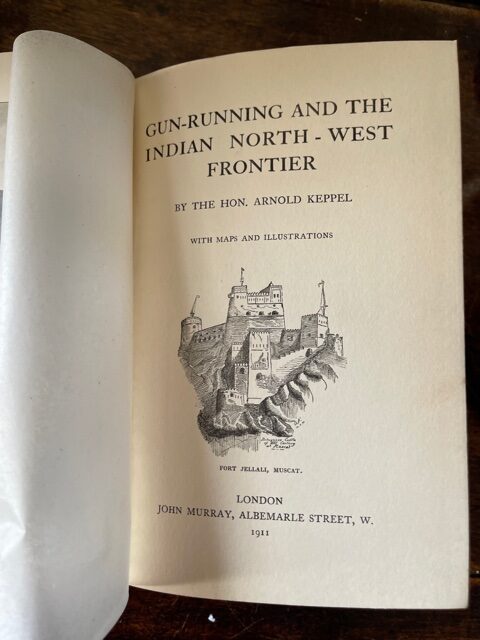 GUN-RUNNING AND THE
INDIAN NORTH-WEST
FRONTIER
BY THE HON. ARNOLD KEPPEL
WITH MAPS AND ILLUSTRATIONS
FORT JELLALI, MUSCAT.
LONDON
JOHN MURRAY, ALBEMARLE STREET, W.
1911